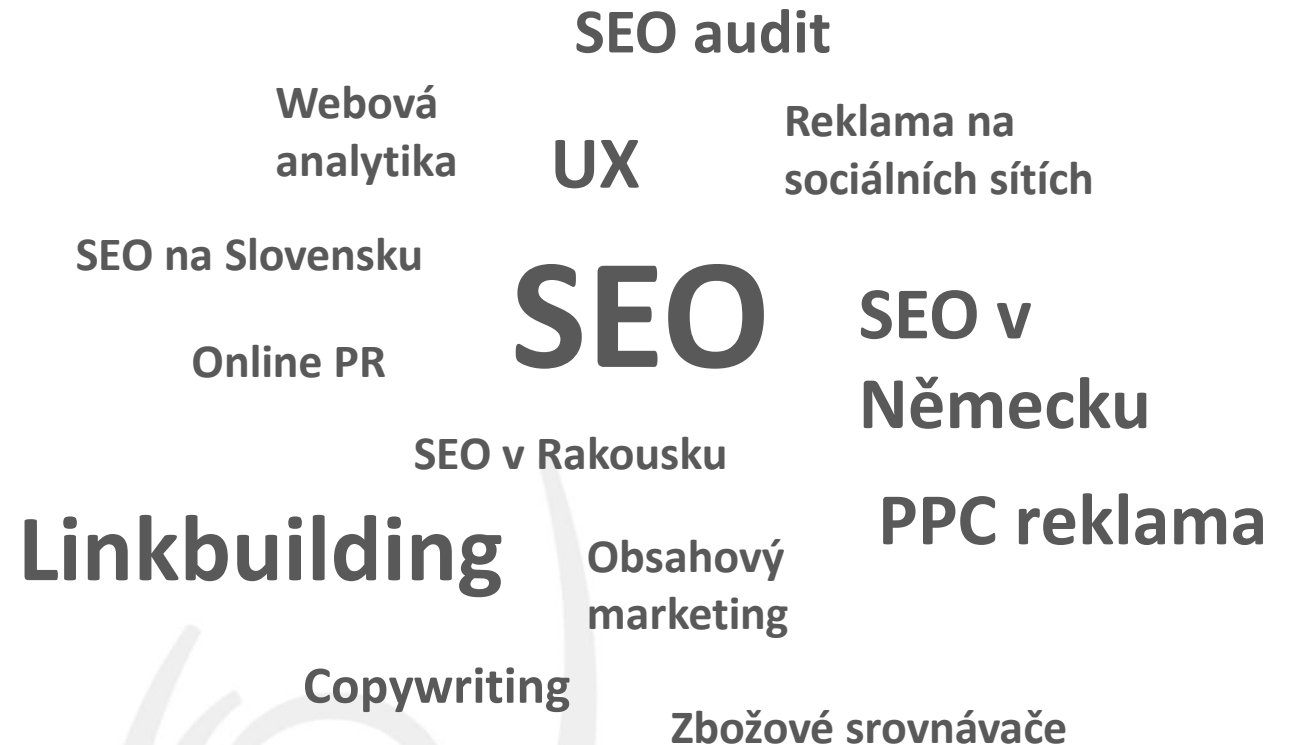 SEO audit
Webová
analytika
UX
Reklama na
sociálních sítích
SEO na Slovensku
SEO
SEO v
Německu
Online PR
SEO v Rakousku
Linkbuilding
PPC reklama
Obsahový
marketing
Copywriting
Zbožové srovnávače